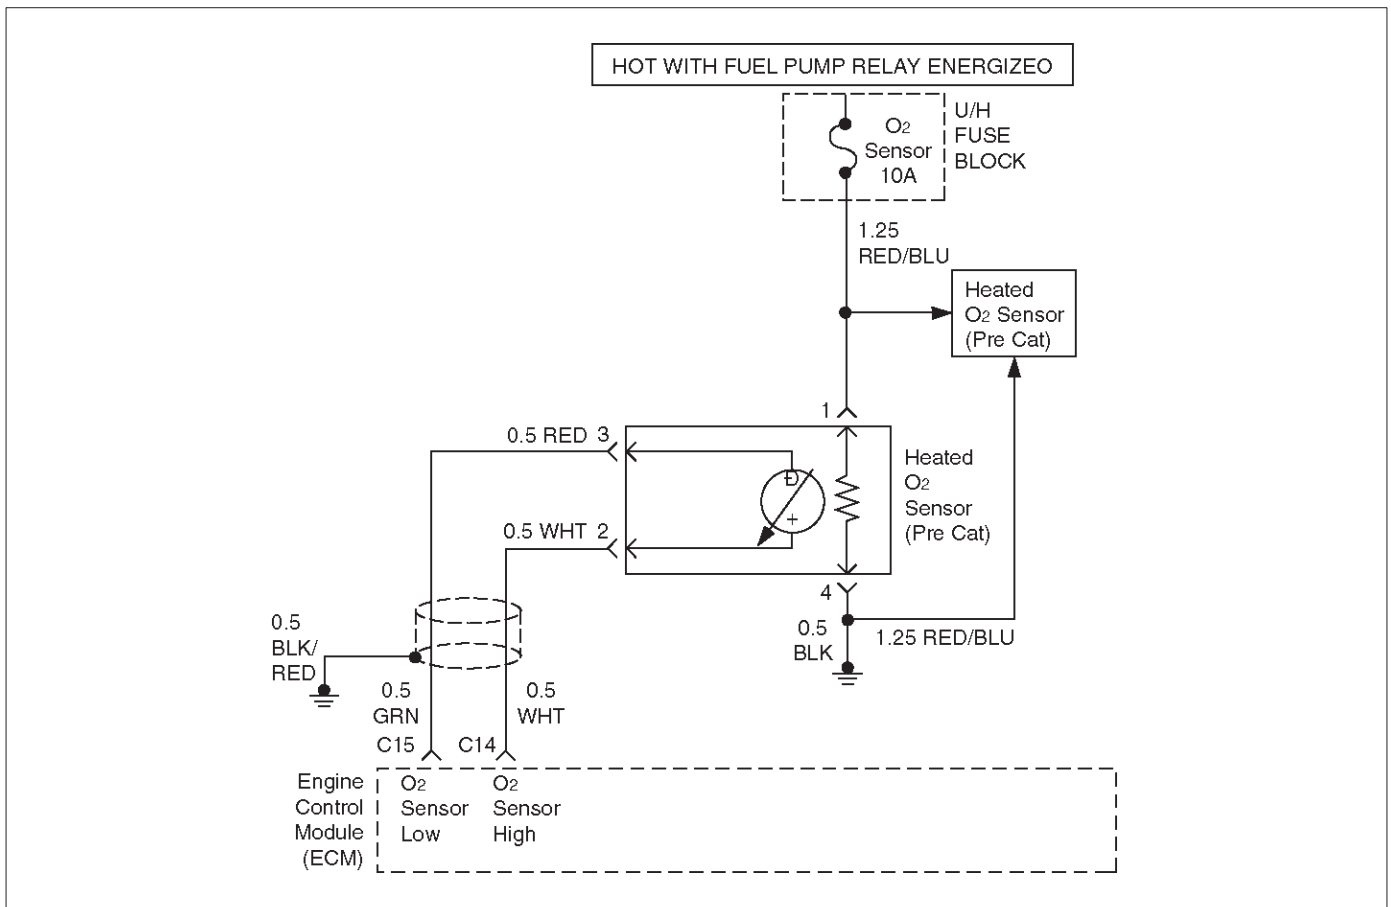 HOT WITH FUEL PUMP RELAY ENERGIZEO
U/H
FUSE
BLOCK
O2
Sensor
10A
1.25
RED/BLU
Heated
O2 Sensor
(Pre Cat)
1
0.5 RED 3
0.5 WHT 2
D
+
Heated
O2
Sensor
(Pre Cat)
4
0.5
BLK
1.25 RED/BLU
0.5
BLK/
RED
0.5
GRN
0.5
WHT
C15
C14
Engine
Control
Module
(ECM)
O2
Sensor
Low
O2
Sensor
High